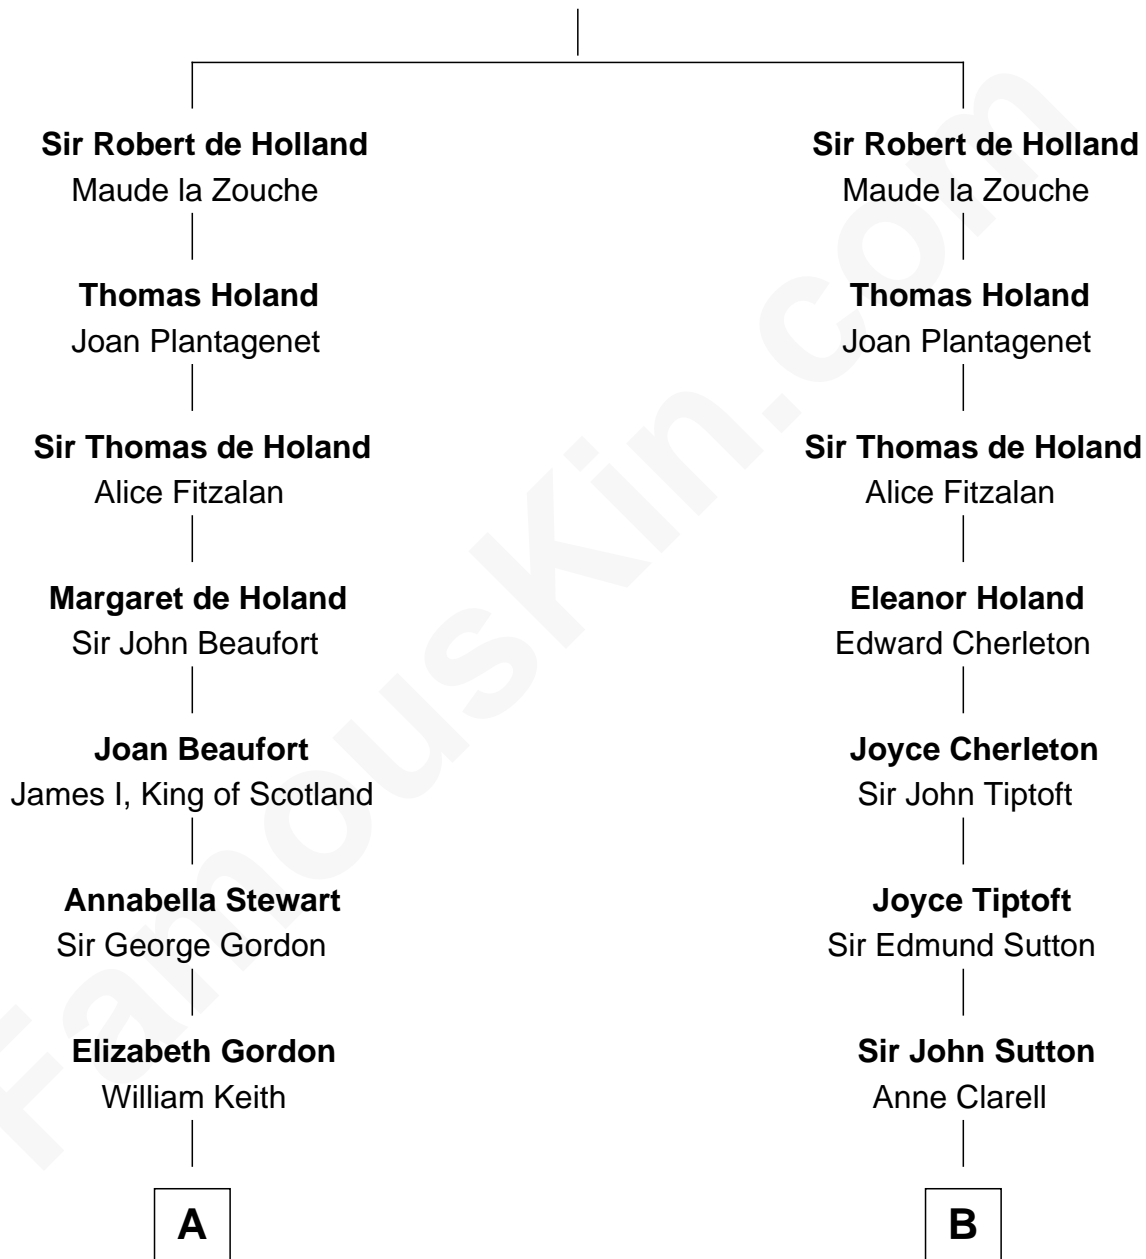 Sir Robert de Holland
Maude la Zouche
Thomas Holand
Joan Plantagenet
Sir Thomas de Holand
Alice Fitzalan
Margaret de Holand
Sir John Beaufort
Joan Beaufort
James I, King of Scotland
Annabella Stewart
Sir George Gordon
Elizabeth Gordon
William Keith
A
Sir Robert de Holland
Maude la Zouche
Thomas Holand
Joan Plantagenet
Sir Thomas de Holand
Alice Fitzalan
Eleanor Holand
Edward Cherleton
Joyce Cherleton
Sir John Tiptoft
Joyce Tiptoft
Sir Edmund Sutton
Sir John Sutton
Anne Clarell
B
FamousKin.com